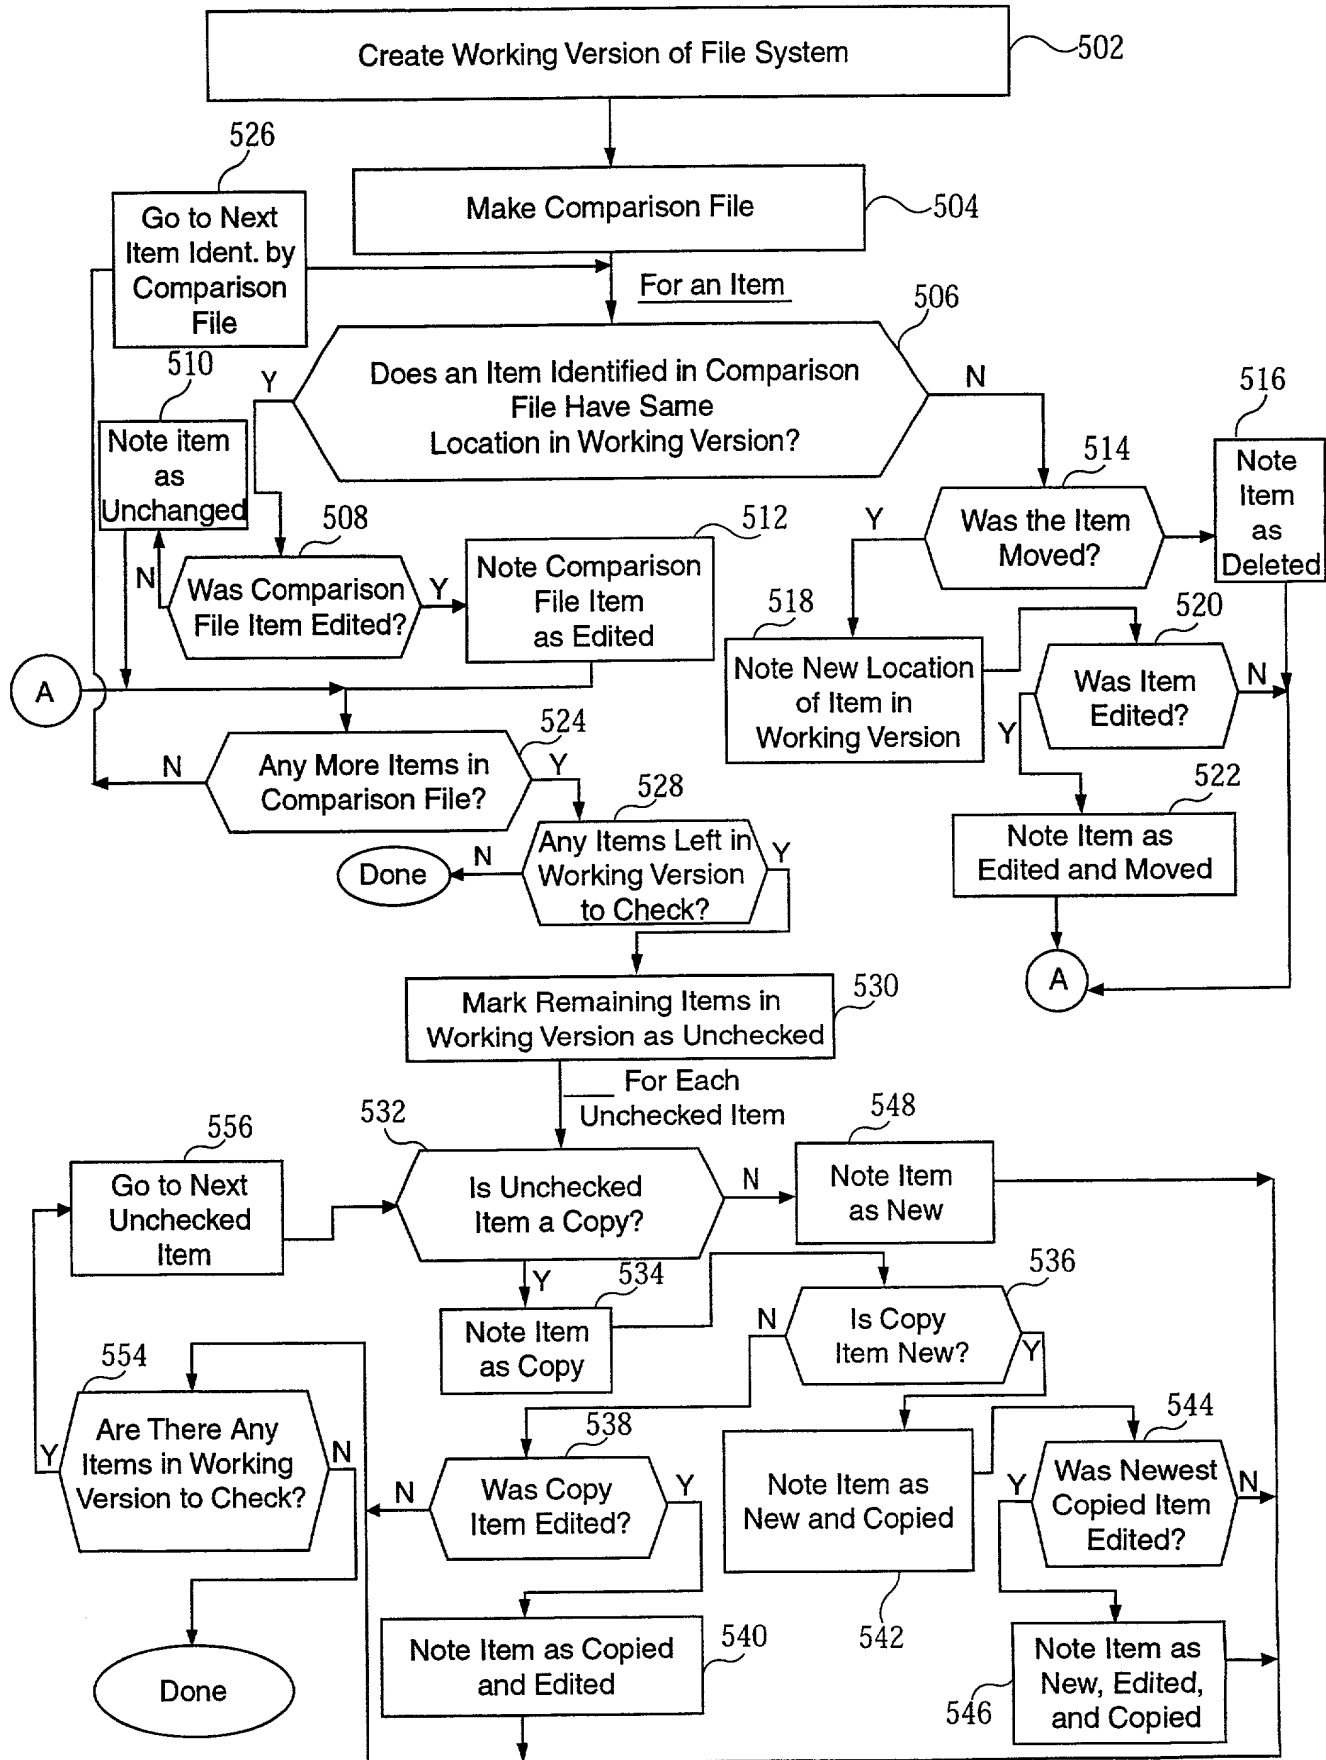 Create Working Version of File System
502
526
Go to Next
Item Ident. by
Comparison
File
Make Comparison File
504
For an Item
506
510
Y
Does an Item Identified in Comparison
File Have Same
Location in Working Version?
N
516
Note item
as
Unchanged
514
Note
Item
as
Deleted
508
512
Y
Was the Item
Moved?
N
Was Comparison
File Item Edited?
Y
Note Comparison
File Item
as Edited
518
520
A
Note New Location
of Item in
Working Version
Was Item
Edited?
N
Y
524
N
Any More Items in
Comparison File?
Y
528
522
Done
N
Any Items Left in
Working Version
to Check?
Y
Note Item as
Edited and Moved
A
Mark Remaining Items in
Working Version as Unchecked
530
For Each
Unchecked Item
532
548
556
Go to Next
Unchecked
Item
Is Unchecked
Item a Copy?
N
Note Item
as New
Y
534
536
Note Item
as Copy
N
Is Copy
Item New?
Y
554
Are There Any
Items in Working
Version to Check?
Y
N
538
544
N
Was Copy
Item Edited?
Y
Note Item as
New and Copied
Y
Was Newest
Copied Item
Edited?
N
542
Done
Note Item as Copied
and Edited
540
Note Item as
New, Edited,
and Copied
546